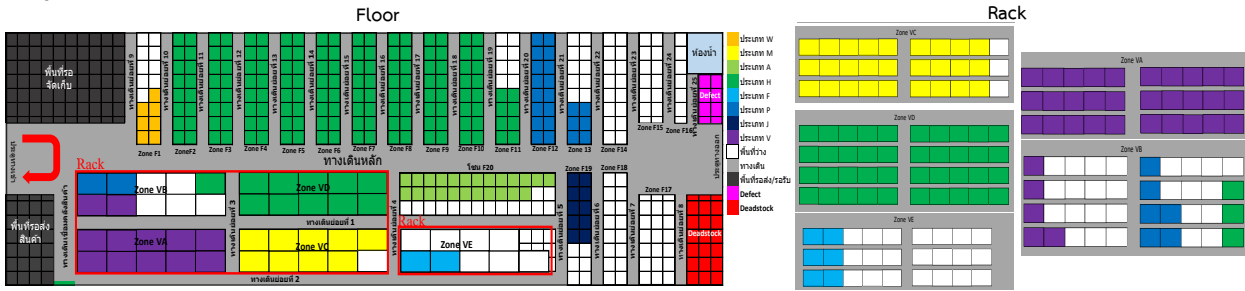 Floor
Rack
พื้นที่รอ
จัดเก็บ
ทางเดินย่อยที่ 9
ทางเดินย่อยที่ 10
ทางเดินย่อยที่ 11
ทางเดินย่อยที่ 12
ทางเดินย่อยที่ 13
ทางเดินย่อยที่ 14
ทางเดินย่อยที่ 15
ทางเดินย่อยที่ 16
ทางเดินย่อยที่ 17
ทางเดินย่อยที่ 18
ทางเดินย่อยที่ 19
ทางเดินย่อยที่ 20
ทางเดินย่อยที่ 21
ทางเดินย่อยที่ 22
ทางเดินย่อยที่ 23
ทางเดินย่อยที่ 24
ทางเดินย่อยที่ 25
ห้องน้ำ
Defect
Zone F1
ZoneF2
Zone F3
Zone F4
Zone F5
Zone F6
Zone F7
Zone F8
Zone F9
Zone F10
Zone F11
Zone F12
Zone 13
Zone F14
Zone F15
Zone F16
ประตูทางเข้า
ประตูทางออก
ทางเดินหลัก
Rack
Zone VB
Zone VD
Zone VA
Zone VC
ทางเดินย่อยที่ 1
ทางเดินย่อยที่ 2
ทางเดินย่อยที่ 3
ทางเดินย่อยที่ 4
ทางเดินเชื่อมคลังสินค้า
พื้นที่รอส่ง
สินค้า
โซน F20
Rack
Zone VE
Zone F19
Zone F18
Zone F17
ทางเดินย่อยที่ 5
ทางเดินย่อยที่ 6
ทางเดินย่อยที่ 7
ทางเดินย่อยที่ 8
Deadstock
ประเภท W
ประเภท M
ประเภท A
ประเภท H
ประเภท F
ประเภท P
ประเภท J
ประเภท V
พื้นที่ว่าง
ทางเดิน
พื้นที่รอส่ง/รอรับ
Defect
Deadstock
Zone VC
Zone VD
Zone VE
Zone VA
Zone VB